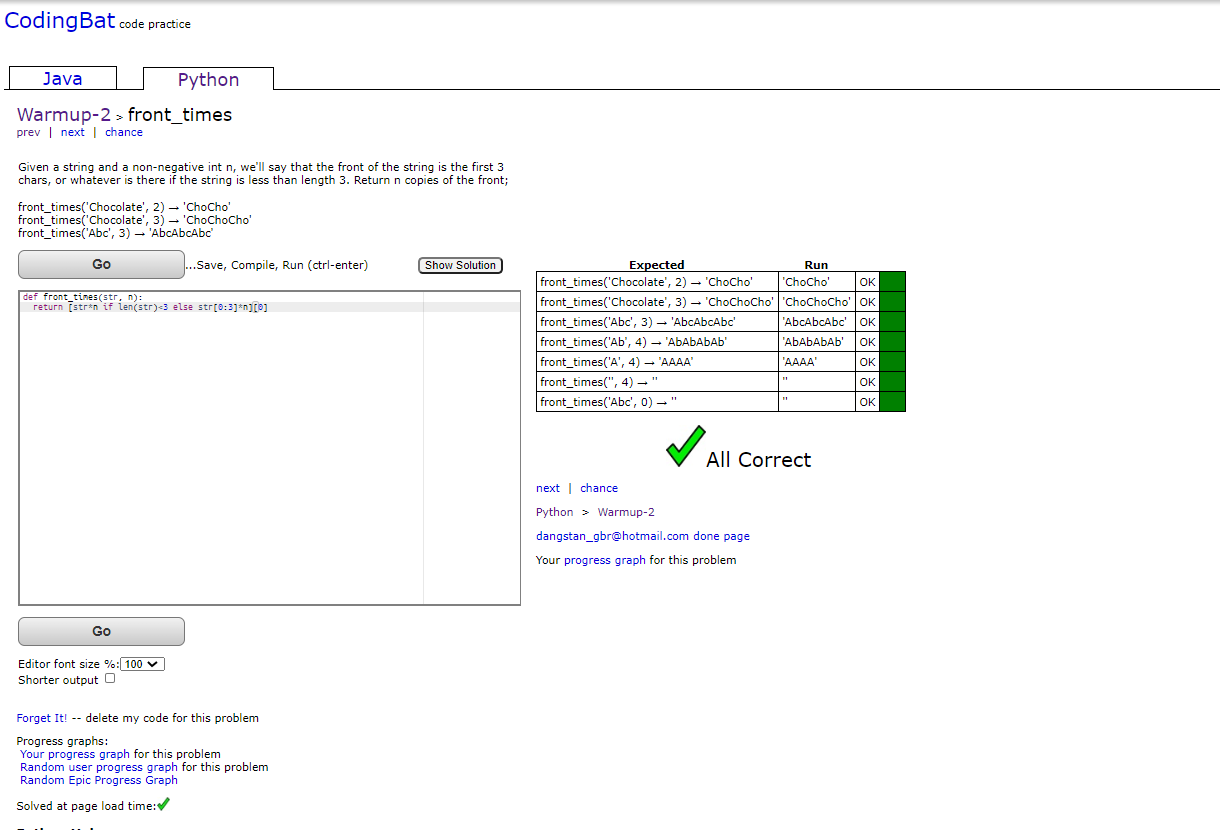 CodingBat code practice
Java
Python
Warmup-2 > front_times
prev | next | chance
Given a string and a non-negative int n, we'll say that the front of the string is the first 3
chars, or whatever is there if the string is less than length 3. Return n copies of the front;
front_times('Chocolate', 2) → 'ChoCho'
front_times('Chocolate', 3) → 'ChoChoCho'
front_times('Abc', 3) → 'AbcAbcAbc'
Go ...Save, Compile, Run (ctrl-enter) Show Solution
def front_times(str, n):
  return [str*n if len(str)<3 else str[0:3]*n][0]
Go
Editor font size %: 100
Shorter output
Forget It! -- delete my code for this problem
Progress graphs:
Your progress graph for this problem
Random user progress graph for this problem
Random Epic Progress Graph
Solved at page load time:
Expected Run
front_times('Chocolate', 2) → 'ChoCho' 'ChoCho' OK
front_times('Chocolate', 3) → 'ChoChoCho' 'ChoChoCho' OK
front_times('Abc', 3) → 'AbcAbcAbc' 'AbcAbcAbc' OK
front_times('Ab', 4) → 'AbAbAbAb' 'AbAbAbAb' OK
front_times('A', 4) → 'AAAA' 'AAAA' OK
front_times('', 4) → '' '' OK
front_times('Abc', 0) → '' '' OK
All Correct
next | chance
Python > Warmup-2
dangstan_gbr@hotmail.com done page
Your progress graph for this problem